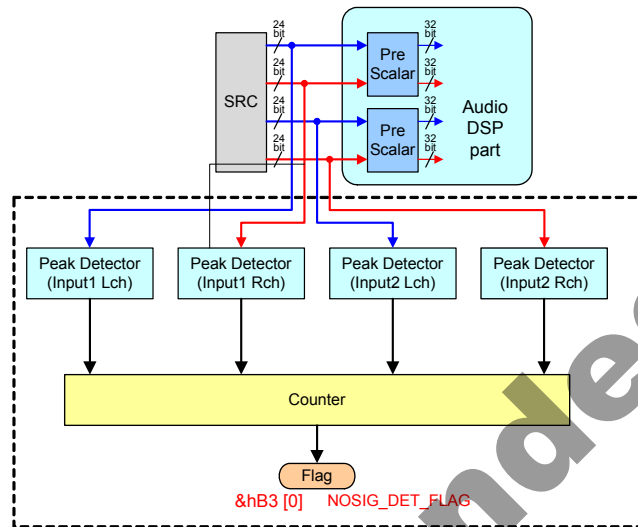 24
bit
24
bit
24
bit
24
bit
SRC
Pre
Scalar
Pre
Scalar
32
bit
32
bit
32
bit
32
bit
Audio
DSP
part
Peak Detector
(Input1 Lch)
Peak Detector
(Input1 Rch)
Peak Detector
(Input2 Lch)
Peak Detector
(Input2 Rch)
Counter
Flag
&hB3 [0] NOSIG_DET_FLAG